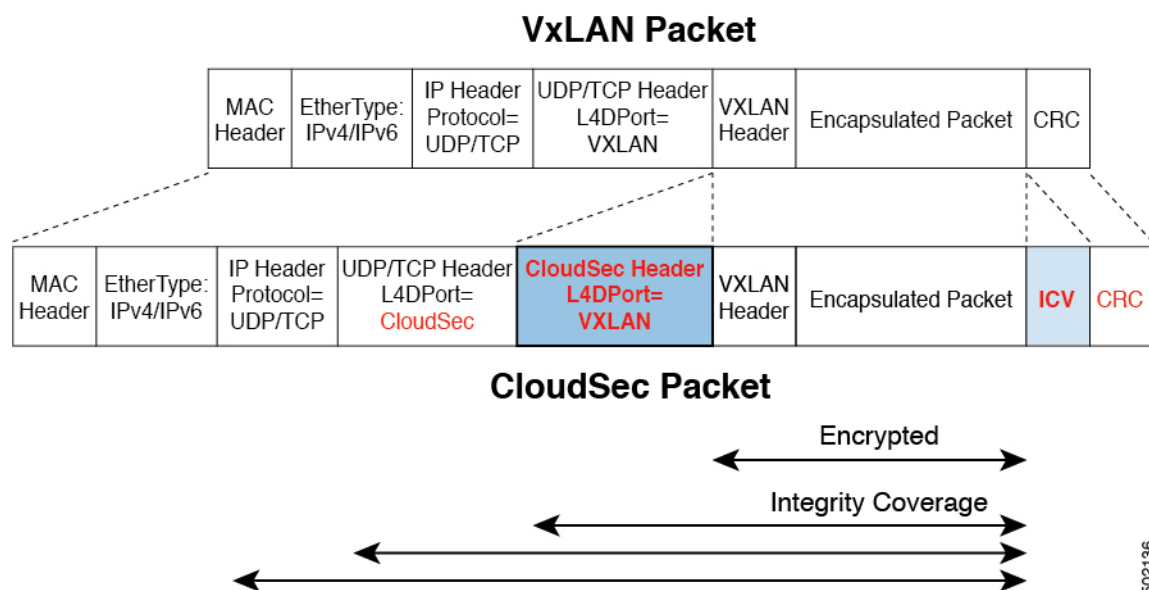 VxLAN Packet
MAC
Header
EtherType:
IPv4/IPv6
IP Header
Protocol=
UDP/TCP
UDP/TCP Header
L4DPort=
VXLAN
VXLAN
Header
Encapsulated Packet
CRC
MAC
Header
EtherType:
IPv4/IPv6
IP Header
Protocol=
UDP/TCP
UDP/TCP Header
L4DPort=
CloudSec
CloudSec Header
L4DPort=
VXLAN
VXLAN
Header
Encapsulated Packet
ICV
CRC
CloudSec Packet
Encrypted
Integrity Coverage
502136